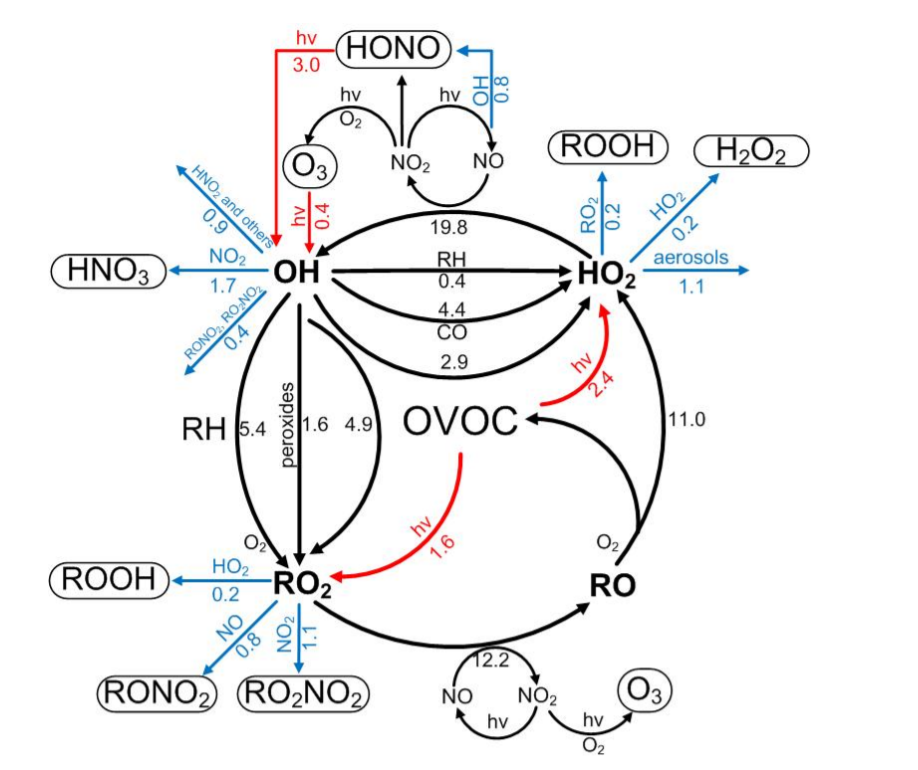 hv
HONO
3.0
OH
0.8
hv
O₂
hv
O₃
NO₂
NO
ROOH
H₂O₂
hv
0.4
HNO₂ and others
0.9
RO₂
0.2
HO₂
0.2
19.8
HNO₃
NO₂
1.7
OH
RH
0.4
HO₂
aerosols
1.1
4.4
CO
2.9
RONO₂, RO₂NO₂
0.4
hv
2.4
RH
5.4
peroxides
1.6
4.9
OVOC
11.0
hv
1.6
O₂
O₂
ROOH
HO₂
0.2
RO₂
RO
NO
0.8
NO₂
1.1
12.2
RONO₂
RO₂NO₂
NO
NO₂
O₃
hv
hv
O₂